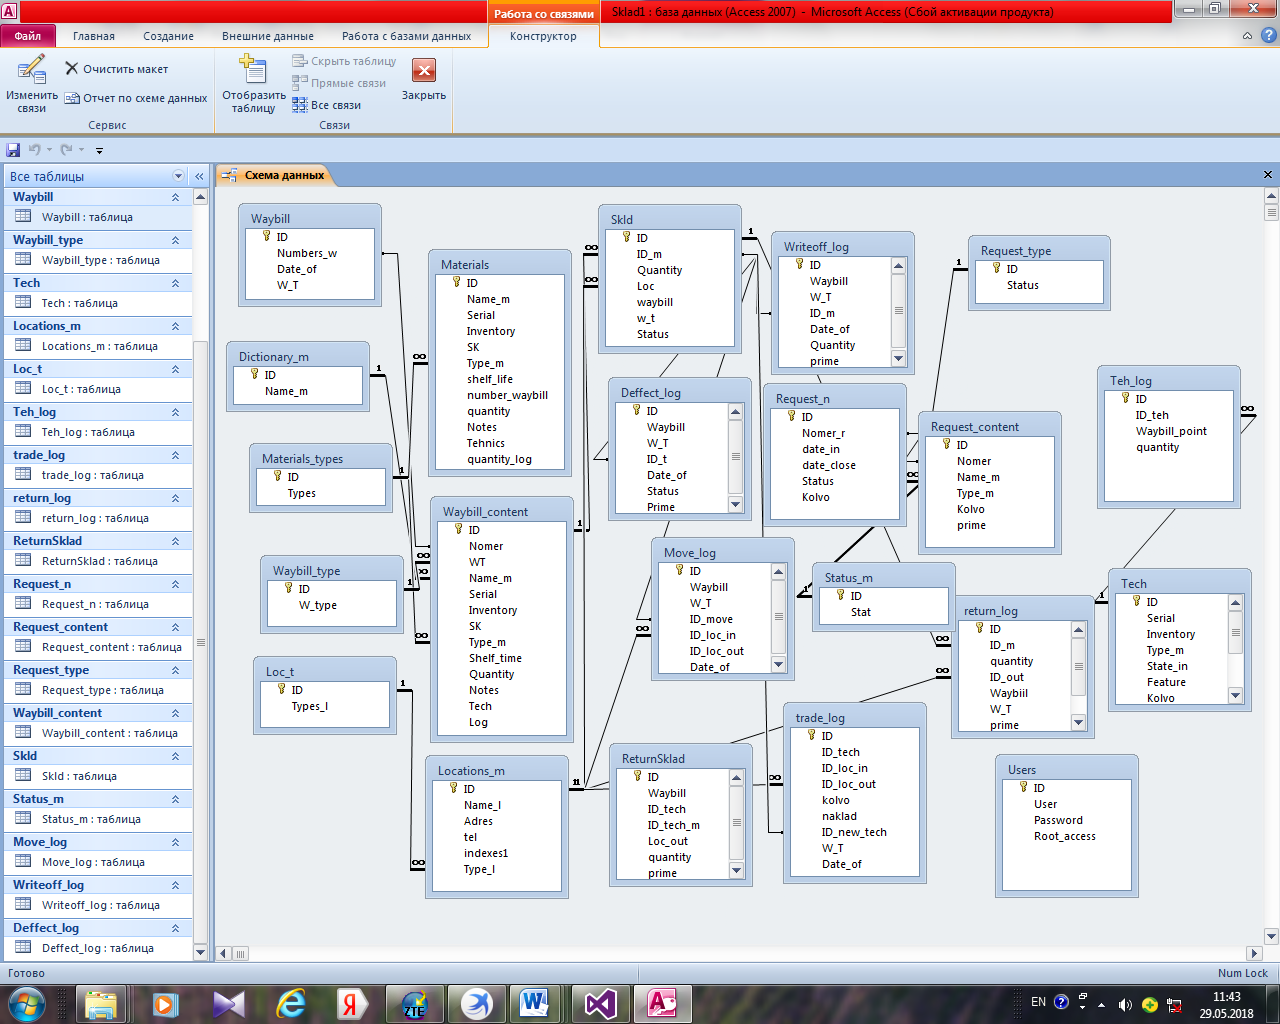 Работа со связями
Sklad1 : база данных (Access 2007) - Microsoft Access (Сбой активации продукта)
Файл
Главная
Создание
Внешние данные
Работа с базами данных
Конструктор
Изменить связи
Очистить макет
Отчет по схеме данных
Сервис
Отобразить таблицу
Скрыть таблицу
Прямые связи
Все связи
Связи
Закрыть
Все таблицы
Waybill
Waybill : таблица
Waybill_type
Waybill_type : таблица
Tech
Tech : таблица
Locations_m
Locations_m : таблица
Loc_t
Loc_t : таблица
Teh_log
Teh_log : таблица
trade_log
trade_log : таблица
return_log
return_log : таблица
ReturnSklad
ReturnSklad : таблица
Request_n
Request_n : таблица
Request_content
Request_content : таблица
Request_type
Request_type : таблица
Waybill_content
Waybill_content : таблица
Skld
Skld : таблица
Status_m
Status_m : таблица
Move_log
Move_log : таблица
Writeoff_log
Writeoff_log : таблица
Deffect_log
Deffect_log : таблица
Схема данных
Waybill
ID
Numbers_w
Date_of
W_T
Dictionary_m
ID
Name_m
Materials_types
ID
Types
Waybill_type
ID
W_type
Loc_t
ID
Types_l
Materials
ID
Name_m
Serial
Inventory
SK
Type_m
shelf_life
number_waybill
quantity
Notes
Tehnics
quantity_log
Waybill_content
ID
Nomer
WT
Name_m
Serial
Inventory
SK
Type_m
Shelf_time
Quantity
Notes
Tech
Log
Locations_m
ID
Name_l
Adres
tel
indexes1
Type_l
Skld
ID
ID_m
Quantity
Loc
waybill
w_t
Status
Deffect_log
ID
Waybill
W_T
ID_t
Date_of
Status
Prime
Move_log
ID
Waybill
W_T
ID_move
ID_loc_in
ID_loc_out
Date_of
ReturnSklad
ID
Waybill
ID_tech
ID_tech_m
Loc_out
quantity
prime
Writeoff_log
ID
Waybill
W_T
ID_m
Date_of
Quantity
prime
Request_n
ID
Nomer_r
date_in
date_close
Status
Kolvo
Status_m
ID
Stat
trade_log
ID
ID_tech
ID_loc_in
ID_loc_out
kolvo
naklad
ID_new_tech
W_T
Date_of
Request_type
ID
Status
Request_content
ID
Nomer
Name_m
Type_m
Kolvo
prime
return_log
ID
ID_m
quantity
ID_out
Waybiil
W_T
prime
Teh_log
ID
ID_teh
Waybill_point
quantity
Tech
ID
Serial
Inventory
Type_m
State_in
Feature
Kolvo
Users
ID
User
Password
Root_access
Готово
Num Lock
EN
11:43
29.05.2018